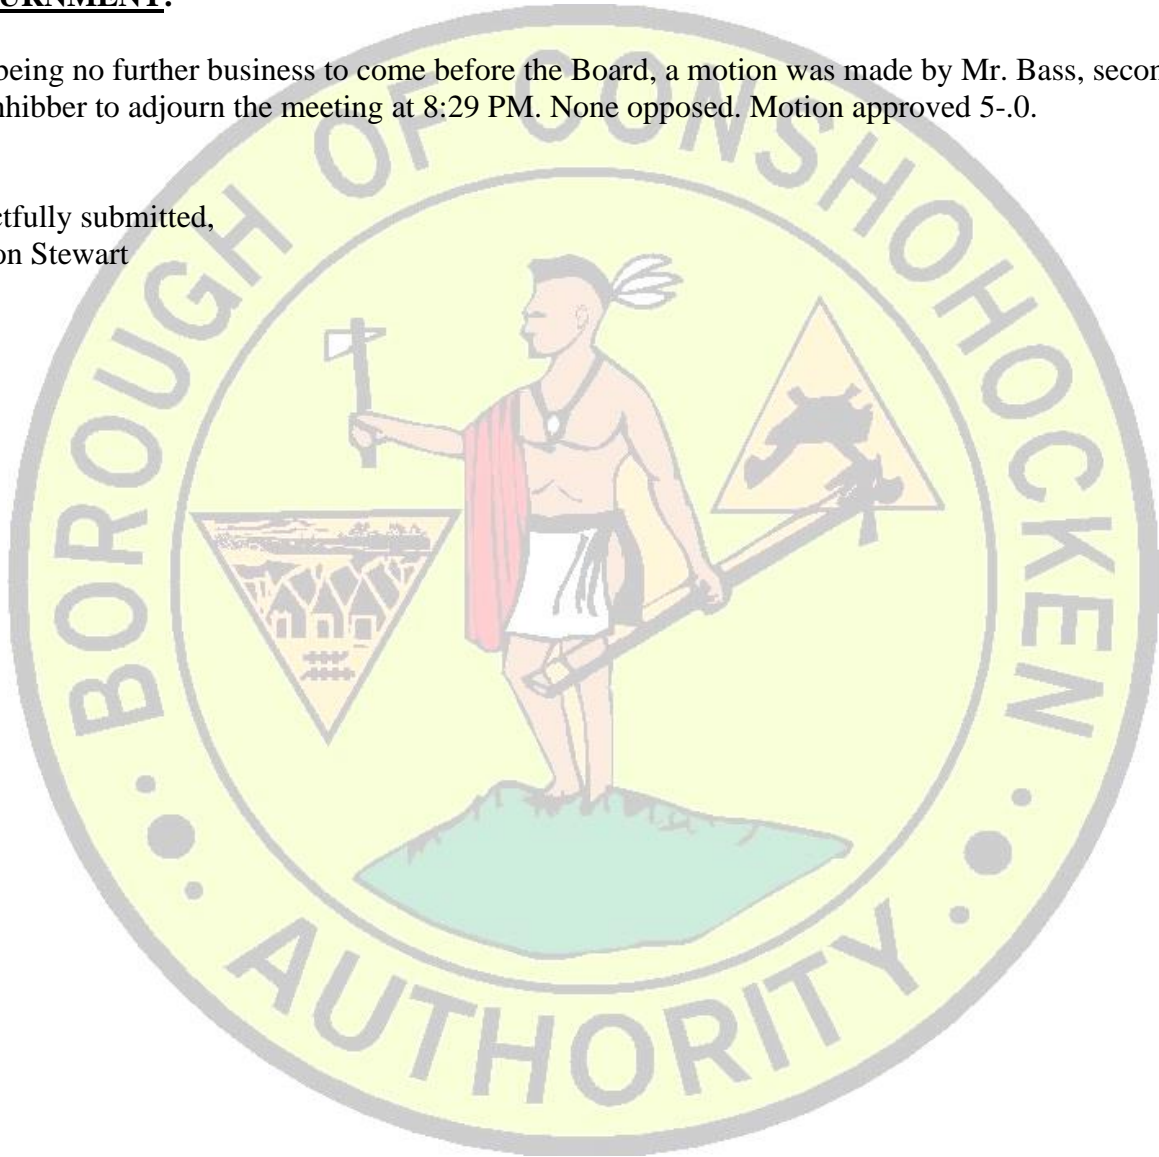 URNMENT:
being no further business to come before the Board, a motion was made by Mr. Bass, secon
hibber to adjourn the meeting at 8:29 PM. None opposed. Motion approved 5-.0.
ctfully submitted,
on Stewart
BOROUGH OF CONSHOHOCKEN
AUTHORITY